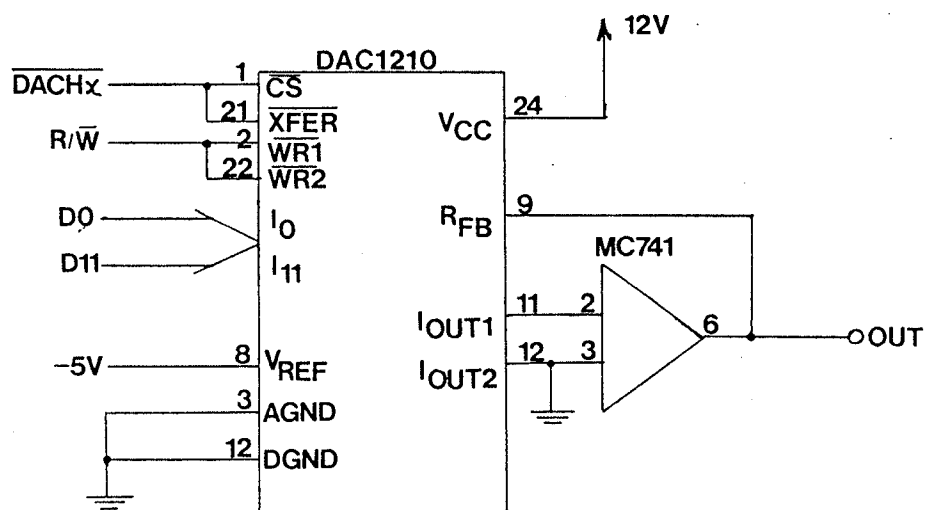 DAC1210
12V
DACHx
1
CS
21
XFER
R/W
2
WR1
22
WR2
24
VCC
D0
I0
D11
I11
9
RFB
MC741
11
2
IOUT1
6
OUT
12
3
IOUT2
-5V
8
VREF
3
AGND
12
DGND